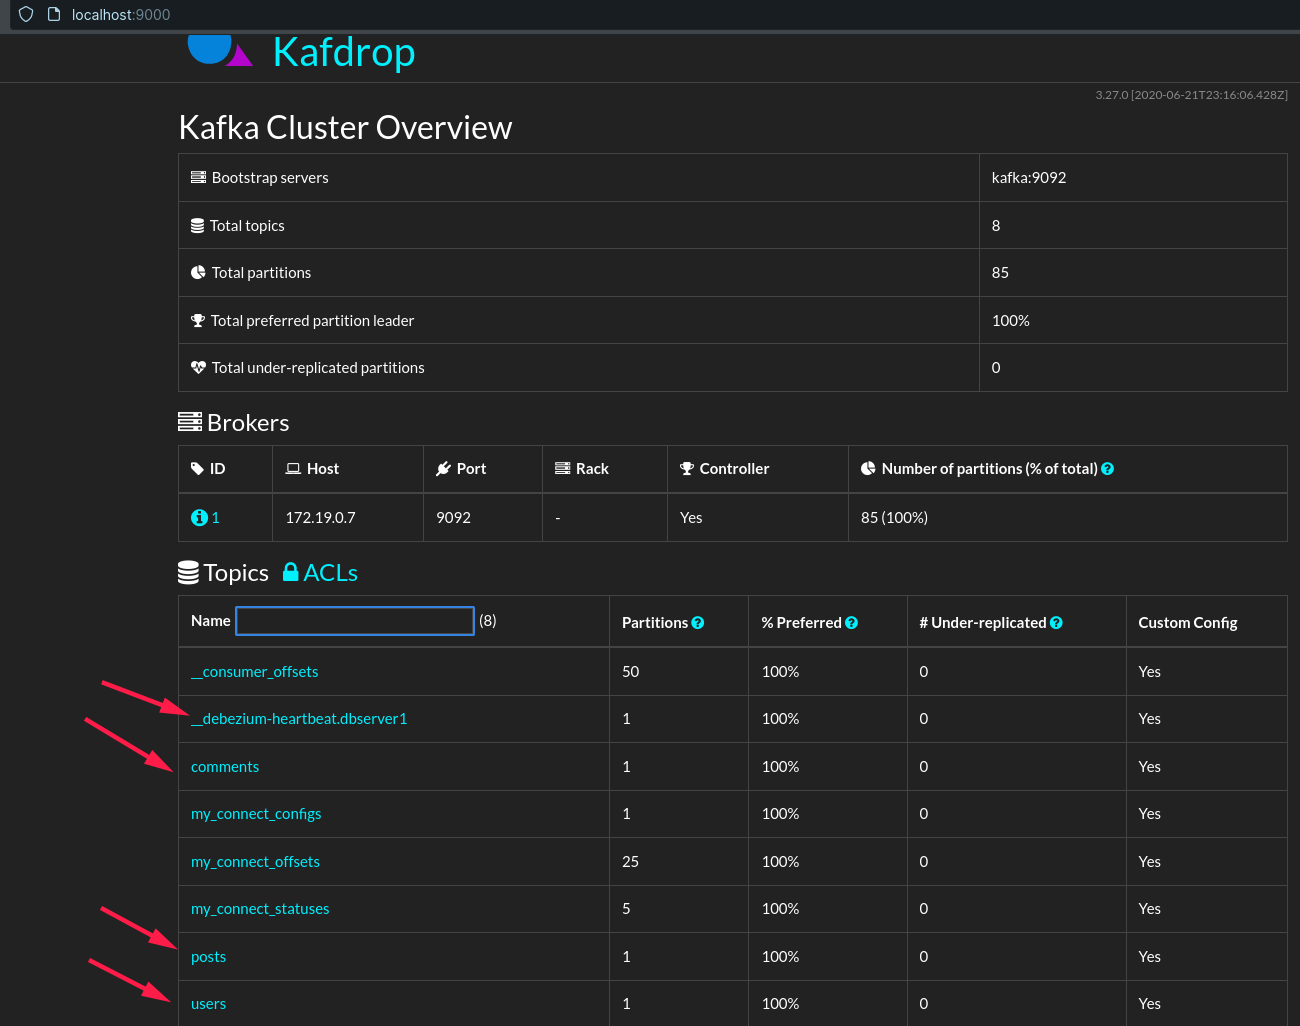 localhost:9000
Kafdrop
3.27.0 [2020-06-21T23:16:06.428Z]
Kafka Cluster Overview
Bootstrap servers kafka:9092
Total topics 8
Total partitions 85
Total preferred partition leader 100%
Total under-replicated partitions 0
Brokers
ID Host Port Rack Controller Number of partitions (% of total)
1 172.19.0.7 9092 - Yes 85 (100%)
Topics ACLs
Name (8) Partitions % Preferred # Under-replicated Custom Config
__consumer_offsets 50 100% 0 Yes
__debezium-heartbeat.dbserver1 1 100% 0 Yes
comments 1 100% 0 Yes
my_connect_configs 1 100% 0 Yes
my_connect_offsets 25 100% 0 Yes
my_connect_statuses 5 100% 0 Yes
posts 1 100% 0 Yes
users 1 100% 0 Yes